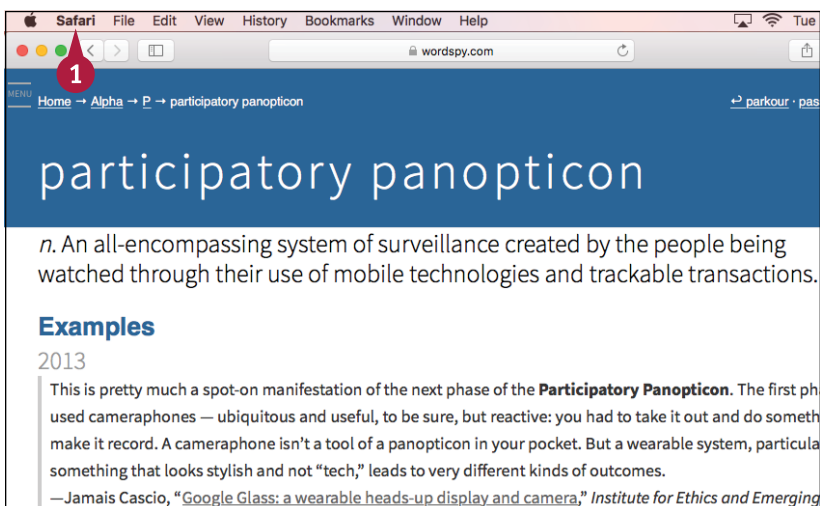 Safari File Edit View History Bookmarks Window Help Tue
wordspy.com
1
MENU
Home → Alpha → P → participatory panopticon ↩ parkour · pas
participatory panopticon
n. An all-encompassing system of surveillance created by the people being
watched through their use of mobile technologies and trackable transactions.
Examples
2013
This is pretty much a spot-on manifestation of the next phase of the Participatory Panopticon. The first ph
used cameraphones — ubiquitous and useful, to be sure, but reactive: you had to take it out and do someth
make it record. A cameraphone isn't a tool of a panopticon in your pocket. But a wearable system, particula
something that looks stylish and not “tech,” leads to very different kinds of outcomes.
—Jamais Cascio, “Google Glass: a wearable heads-up display and camera,” Institute for Ethics and Emerging